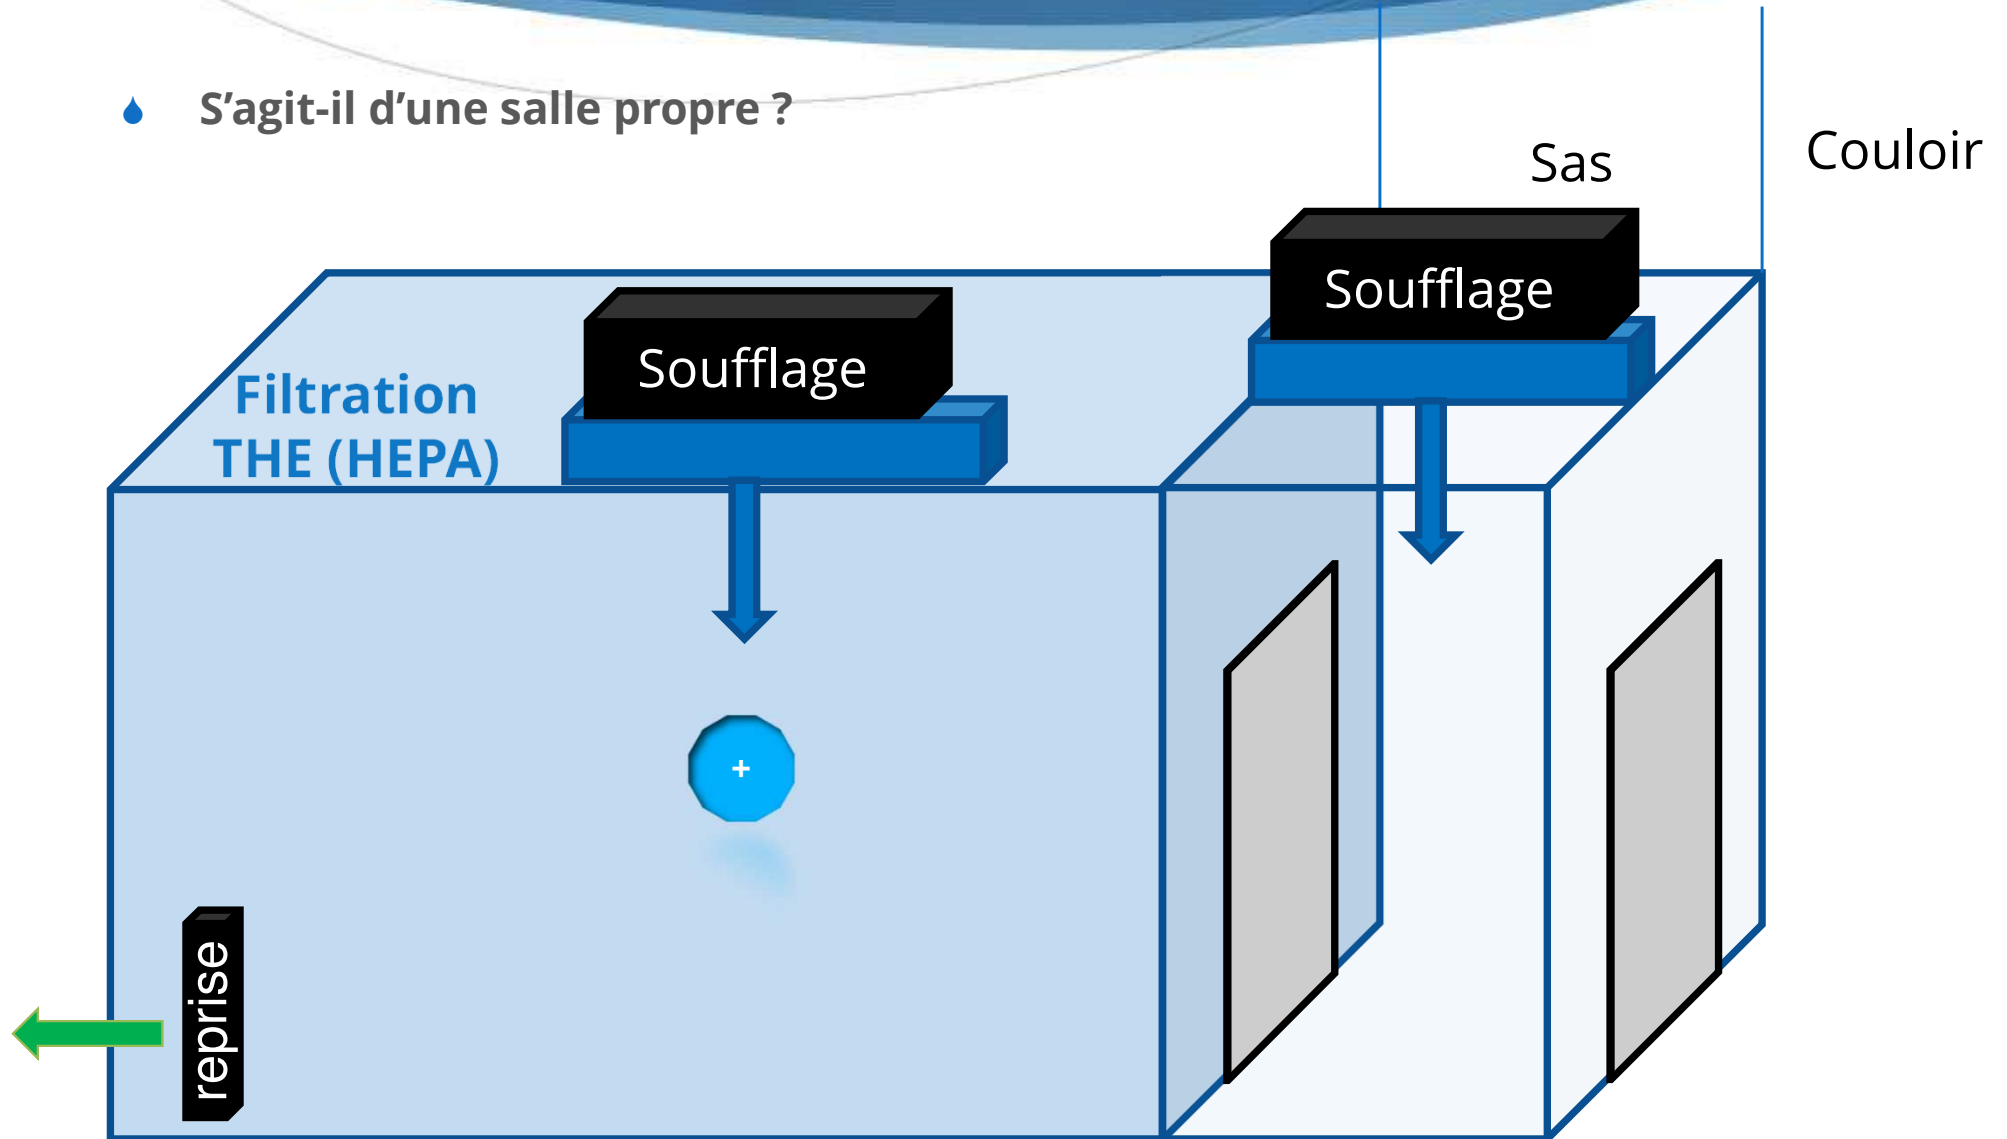 S’agit-il d’une salle propre ?
Sas
Couloir
Soufflage
Soufflage
Filtration
THE (HEPA)
+
reprise